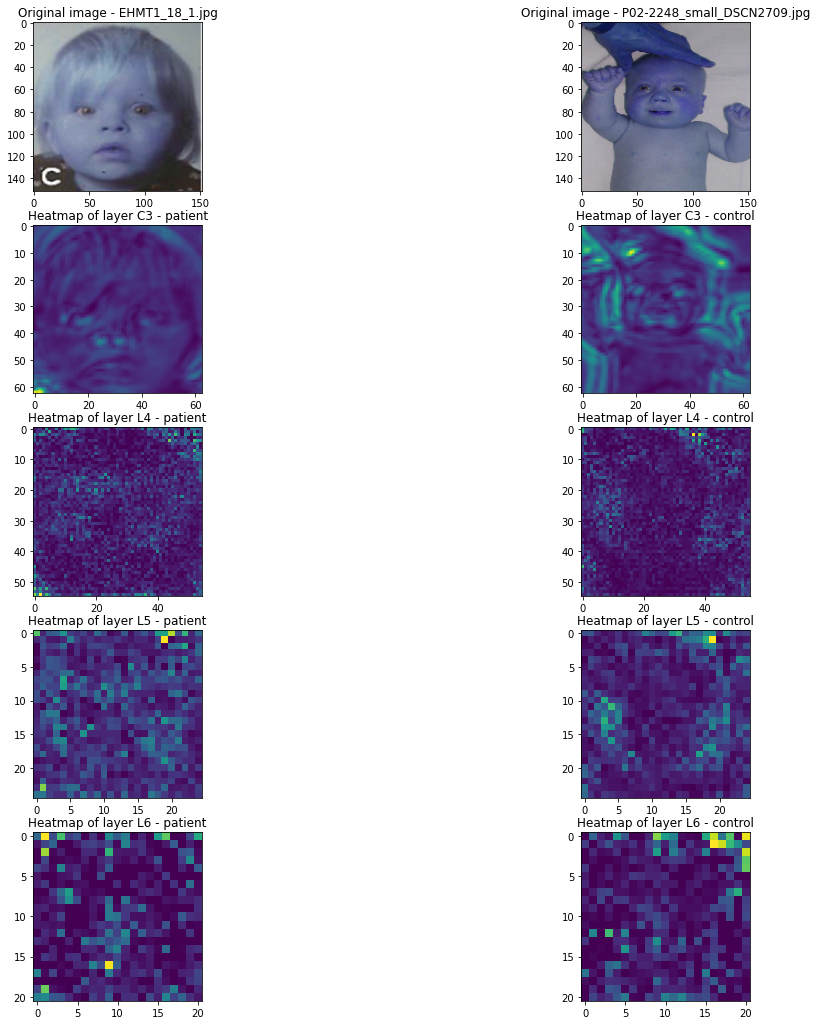 Original image - EHMT1_18_1.jpg
Original image - P02-2248_small_DSCN2709.jpg
0
20
40
60
80
100
120
140
0 50 100 150
C
0
20
40
60
80
100
120
140
0 50 100 150
Heatmap of layer C3 - patient
Heatmap of layer C3 - control
0
10
20
30
40
50
60
0 20 40 60
0
10
20
30
40
50
60
0 20 40 60
Heatmap of layer L4 - patient
Heatmap of layer L4 - control
0
10
20
30
40
50
0 20 40
0
10
20
30
40
50
0 20 40
Heatmap of layer L5 - patient
Heatmap of layer L5 - control
0
5
10
15
20
0 5 10 15 20
0
5
10
15
20
0 5 10 15 20
Heatmap of layer L6 - patient
Heatmap of layer L6 - control
0
5
10
15
20
0 5 10 15 20
0
5
10
15
20
0 5 10 15 20